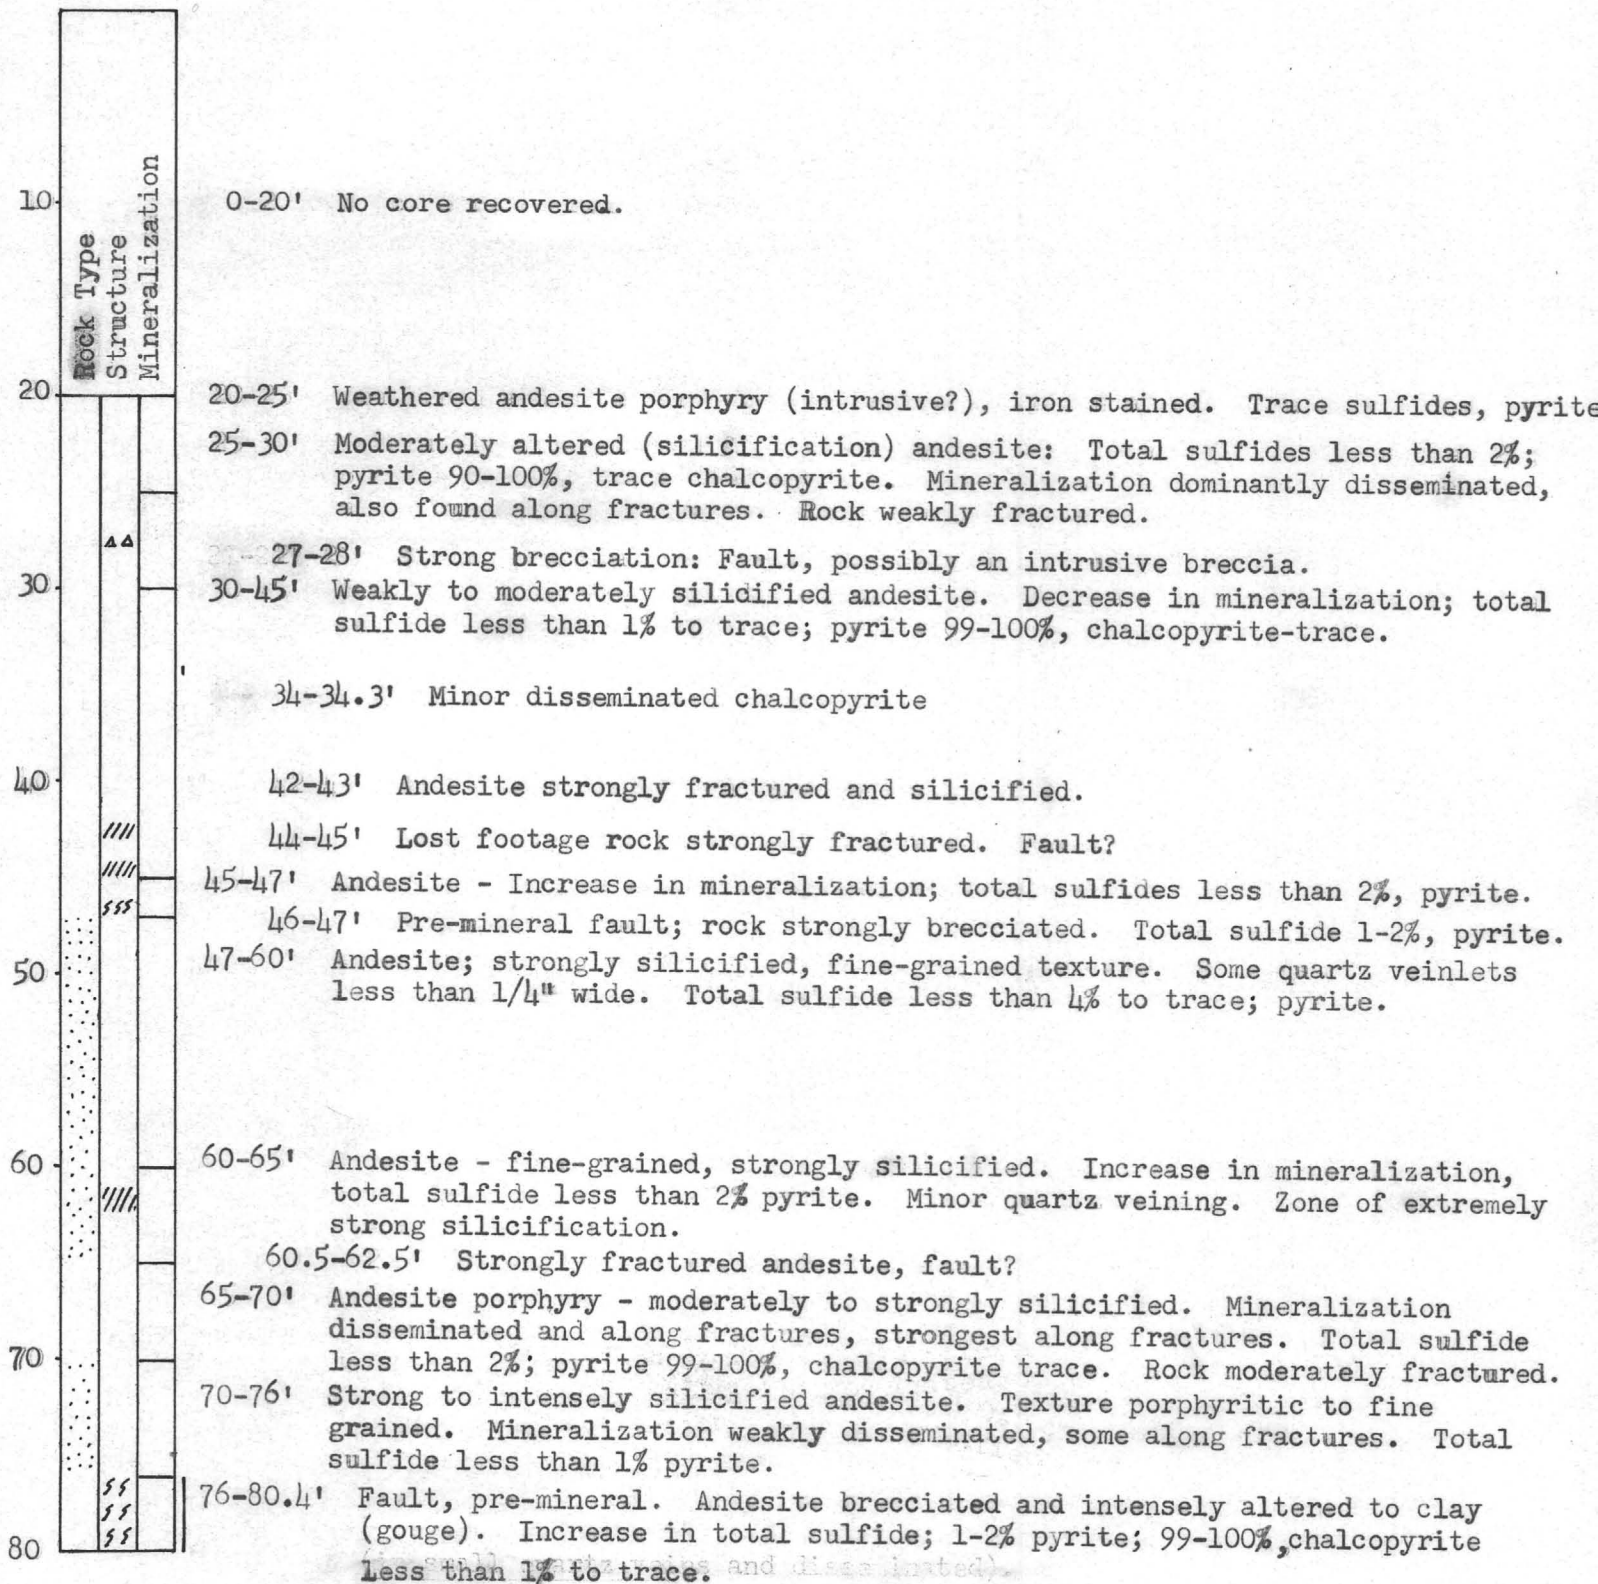 Rock Type
Structure
Mineralization
10
0-20' No core recovered.
20
20-25' Weathered andesite porphyry (intrusive?), iron stained. Trace sulfides, pyrite
25-30' Moderately altered (silicification) andesite: Total sulfides less than 2%;
pyrite 90-100%, trace chalcopyrite. Mineralization dominantly disseminated,
also found along fractures. Rock weakly fractured.
27-28' Strong brecciation: Fault, possibly an intrusive breccia.
30
30-45' Weakly to moderately silidified andesite. Decrease in mineralization; total
sulfide less than 1% to trace; pyrite 99-100%, chalcopyrite-trace.
34-34.3' Minor disseminated chalcopyrite
40
42-43' Andesite strongly fractured and silicified.
44-45' Lost footage rock strongly fractured. Fault?
45-47' Andesite - Increase in mineralization; total sulfides less than 2%, pyrite.
46-47' Pre-mineral fault; rock strongly brecciated. Total sulfide 1-2%, pyrite.
47-60' Andesite; strongly silicified, fine-grained texture. Some quartz veinlets
50
less than 1/4" wide. Total sulfide less than 4% to trace; pyrite.
60
60-65' Andesite - fine-grained, strongly silicified. Increase in mineralization,
total sulfide less than 2% pyrite. Minor quartz veining. Zone of extremely
strong silicification.
60.5-62.5' Strongly fractured andesite, fault?
65-70' Andesite porphyry - moderately to strongly silicified. Mineralization
disseminated and along fractures, strongest along fractures. Total sulfide
70
less than 2%; pyrite 99-100%, chalcopyrite trace. Rock moderately fractured.
70-76' Strong to intensely silicified andesite. Texture porphyritic to fine
grained. Mineralization weakly disseminated, some along fractures. Total
sulfide less than 1% pyrite.
76-80.4' Fault, pre-mineral. Andesite brecciated and intensely altered to clay
(gouge). Increase in total sulfide; 1-2% pyrite; 99-100%,chalcopyrite
80
less than 1% to trace.